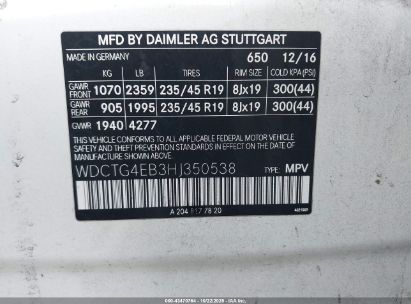 MFD BY DAIMLER AG STUTTGART
MADE IN GERMANY 650 12/16
KG LB TIRES RIM SIZE COLD KPA (PSI)
GAWR FRONT 1070 2359 235/45 R19 8Jx19 300(44)
GAWR REAR 905 1995 235/45 R19 8Jx19 300(44)
GVWR 1940 4277
THIS VEHICLE CONFORMS TO ALL APPLICABLE FEDERAL MOTOR VEHICLE SAFETY, BUMPER, AND THEFT PREVENTION STANDARDS IN EFFECT ON THE DATE OF MANUFACTURE SHOWN ABOVE.
WDCTG4EB3HJ350538 TYPE: MPV
A 204 817 78 20